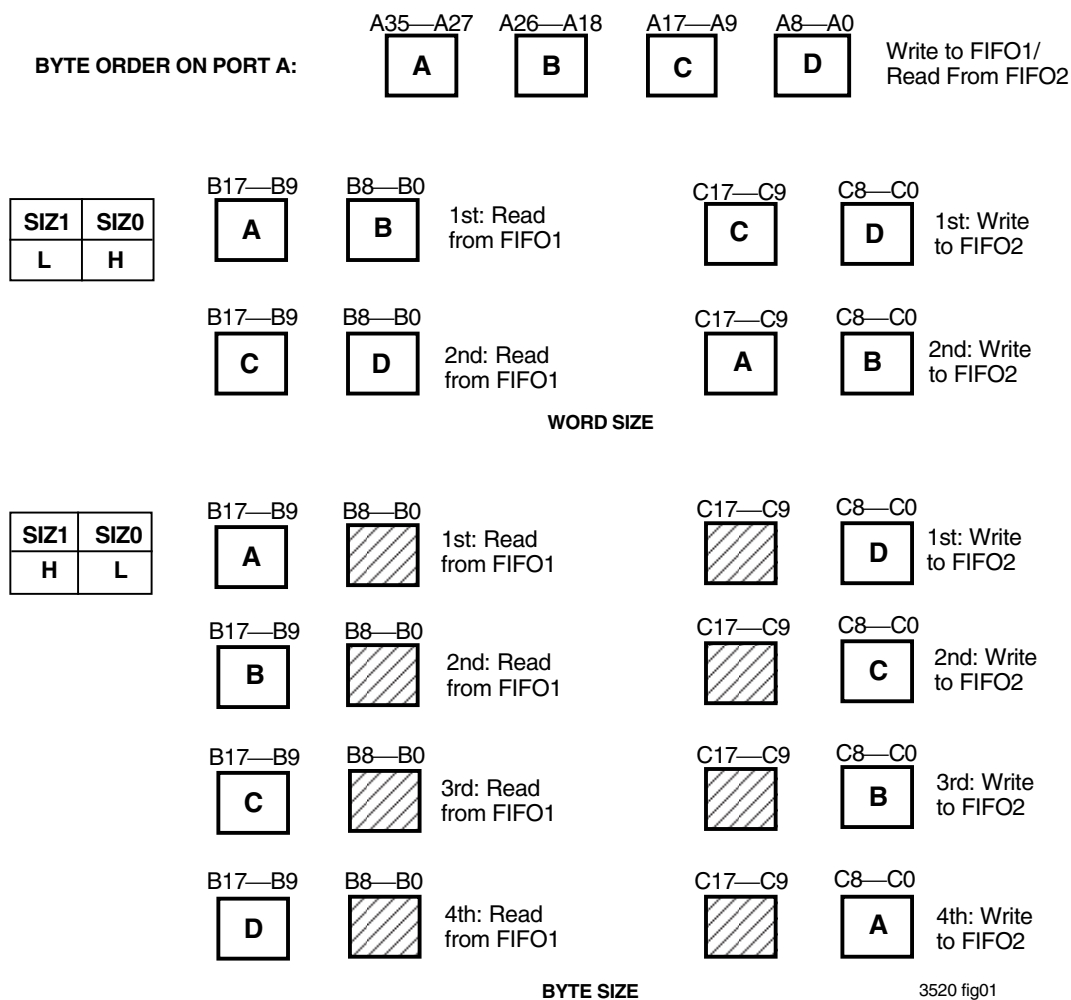 A35—A27 A26—A18 A17—A9 A8—A0
BYTE ORDER ON PORT A:
A B C D
Write to FIFO1/
Read From FIFO2
B17—B9 B8—B0 C17—C9 C8—C0
SIZ1 SIZ0
L H
A B
1st: Read
from FIFO1
C D
1st: Write
to FIFO2
B17—B9 B8—B0 C17—C9 C8—C0
C D
2nd: Read
from FIFO1
A B
2nd: Write
to FIFO2
WORD SIZE
B17—B9 B8—B0 C17—C9 C8—C0
SIZ1 SIZ0
H L
A
1st: Read
from FIFO1
D
1st: Write
to FIFO2
B17—B9 B8—B0 C17—C9 C8—C0
B
2nd: Read
from FIFO1
C
2nd: Write
to FIFO2
B17—B9 B8—B0 C17—C9 C8—C0
C
3rd: Read
from FIFO1
B
3rd: Write
to FIFO2
B17—B9 B8—B0 C17—C9 C8—C0
D
4th: Read
from FIFO1
A
4th: Write
to FIFO2
BYTE SIZE
3520 fig01